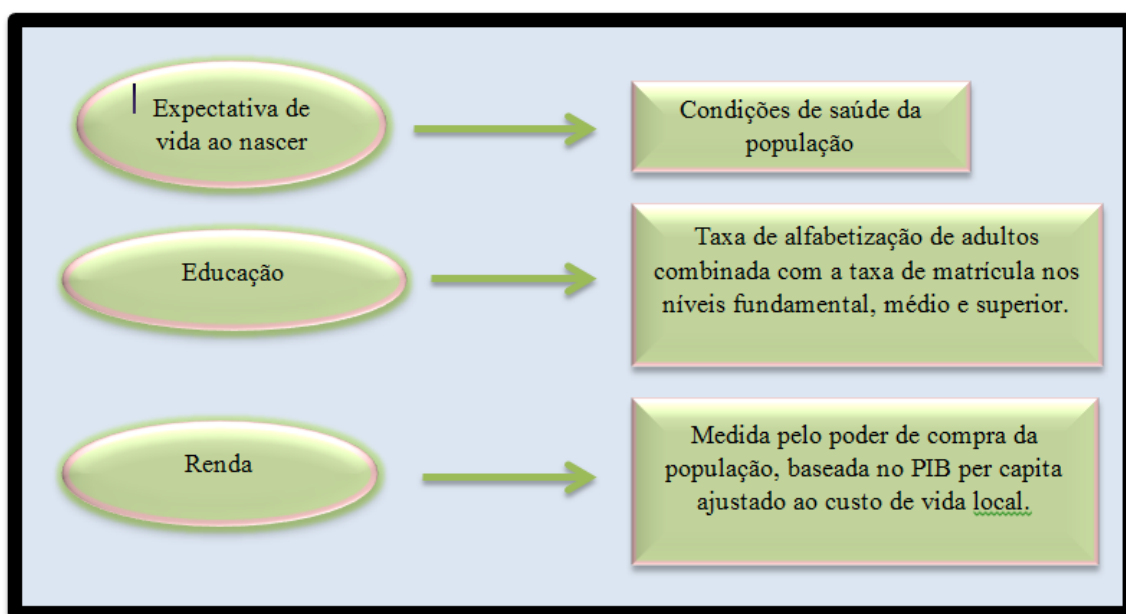 Expectativa de
vida ao nascer
Condições de saúde da
população
Educação
Taxa de alfabetização de adultos
combinada com a taxa de matrícula nos
níveis fundamental, médio e superior.
Renda
Medida pelo poder de compra da
população, baseada no PIB per capita
ajustado ao custo de vida local.